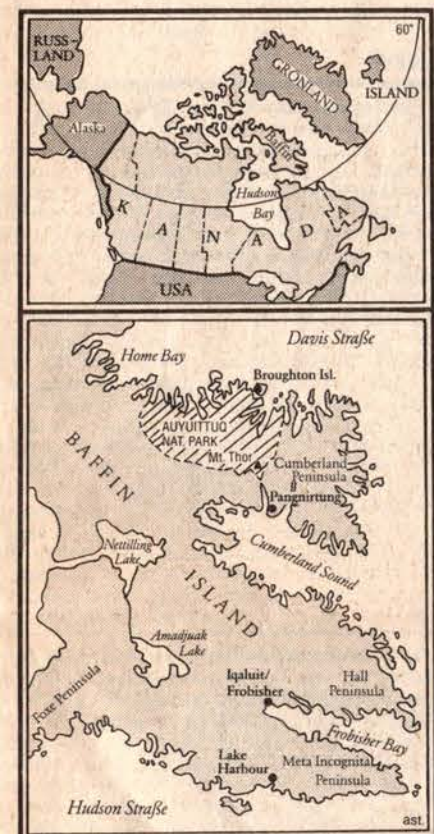 60°
RUSS-
LAND
GRÖNLAND
ISLAND
Alaska
Baffin
Hudson
Bay
K A N A D A
USA
Davis Straße
Home Bay
Broughton Isl.
AUYUITTUQ
NAT. PARK
Mt. Thor
Cumberland
Peninsula
Pangnirtung
BAFFIN
Nettilling
Lake
Cumberland Sound
ISLAND
Amadjuak
Lake
Foxe Peninsula
Iqaluit/
Frobisher
Hall
Peninsula
Frobisher Bay
Lake
Harbour
Meta Incognita
Peninsula
Hudson Straße
ast.